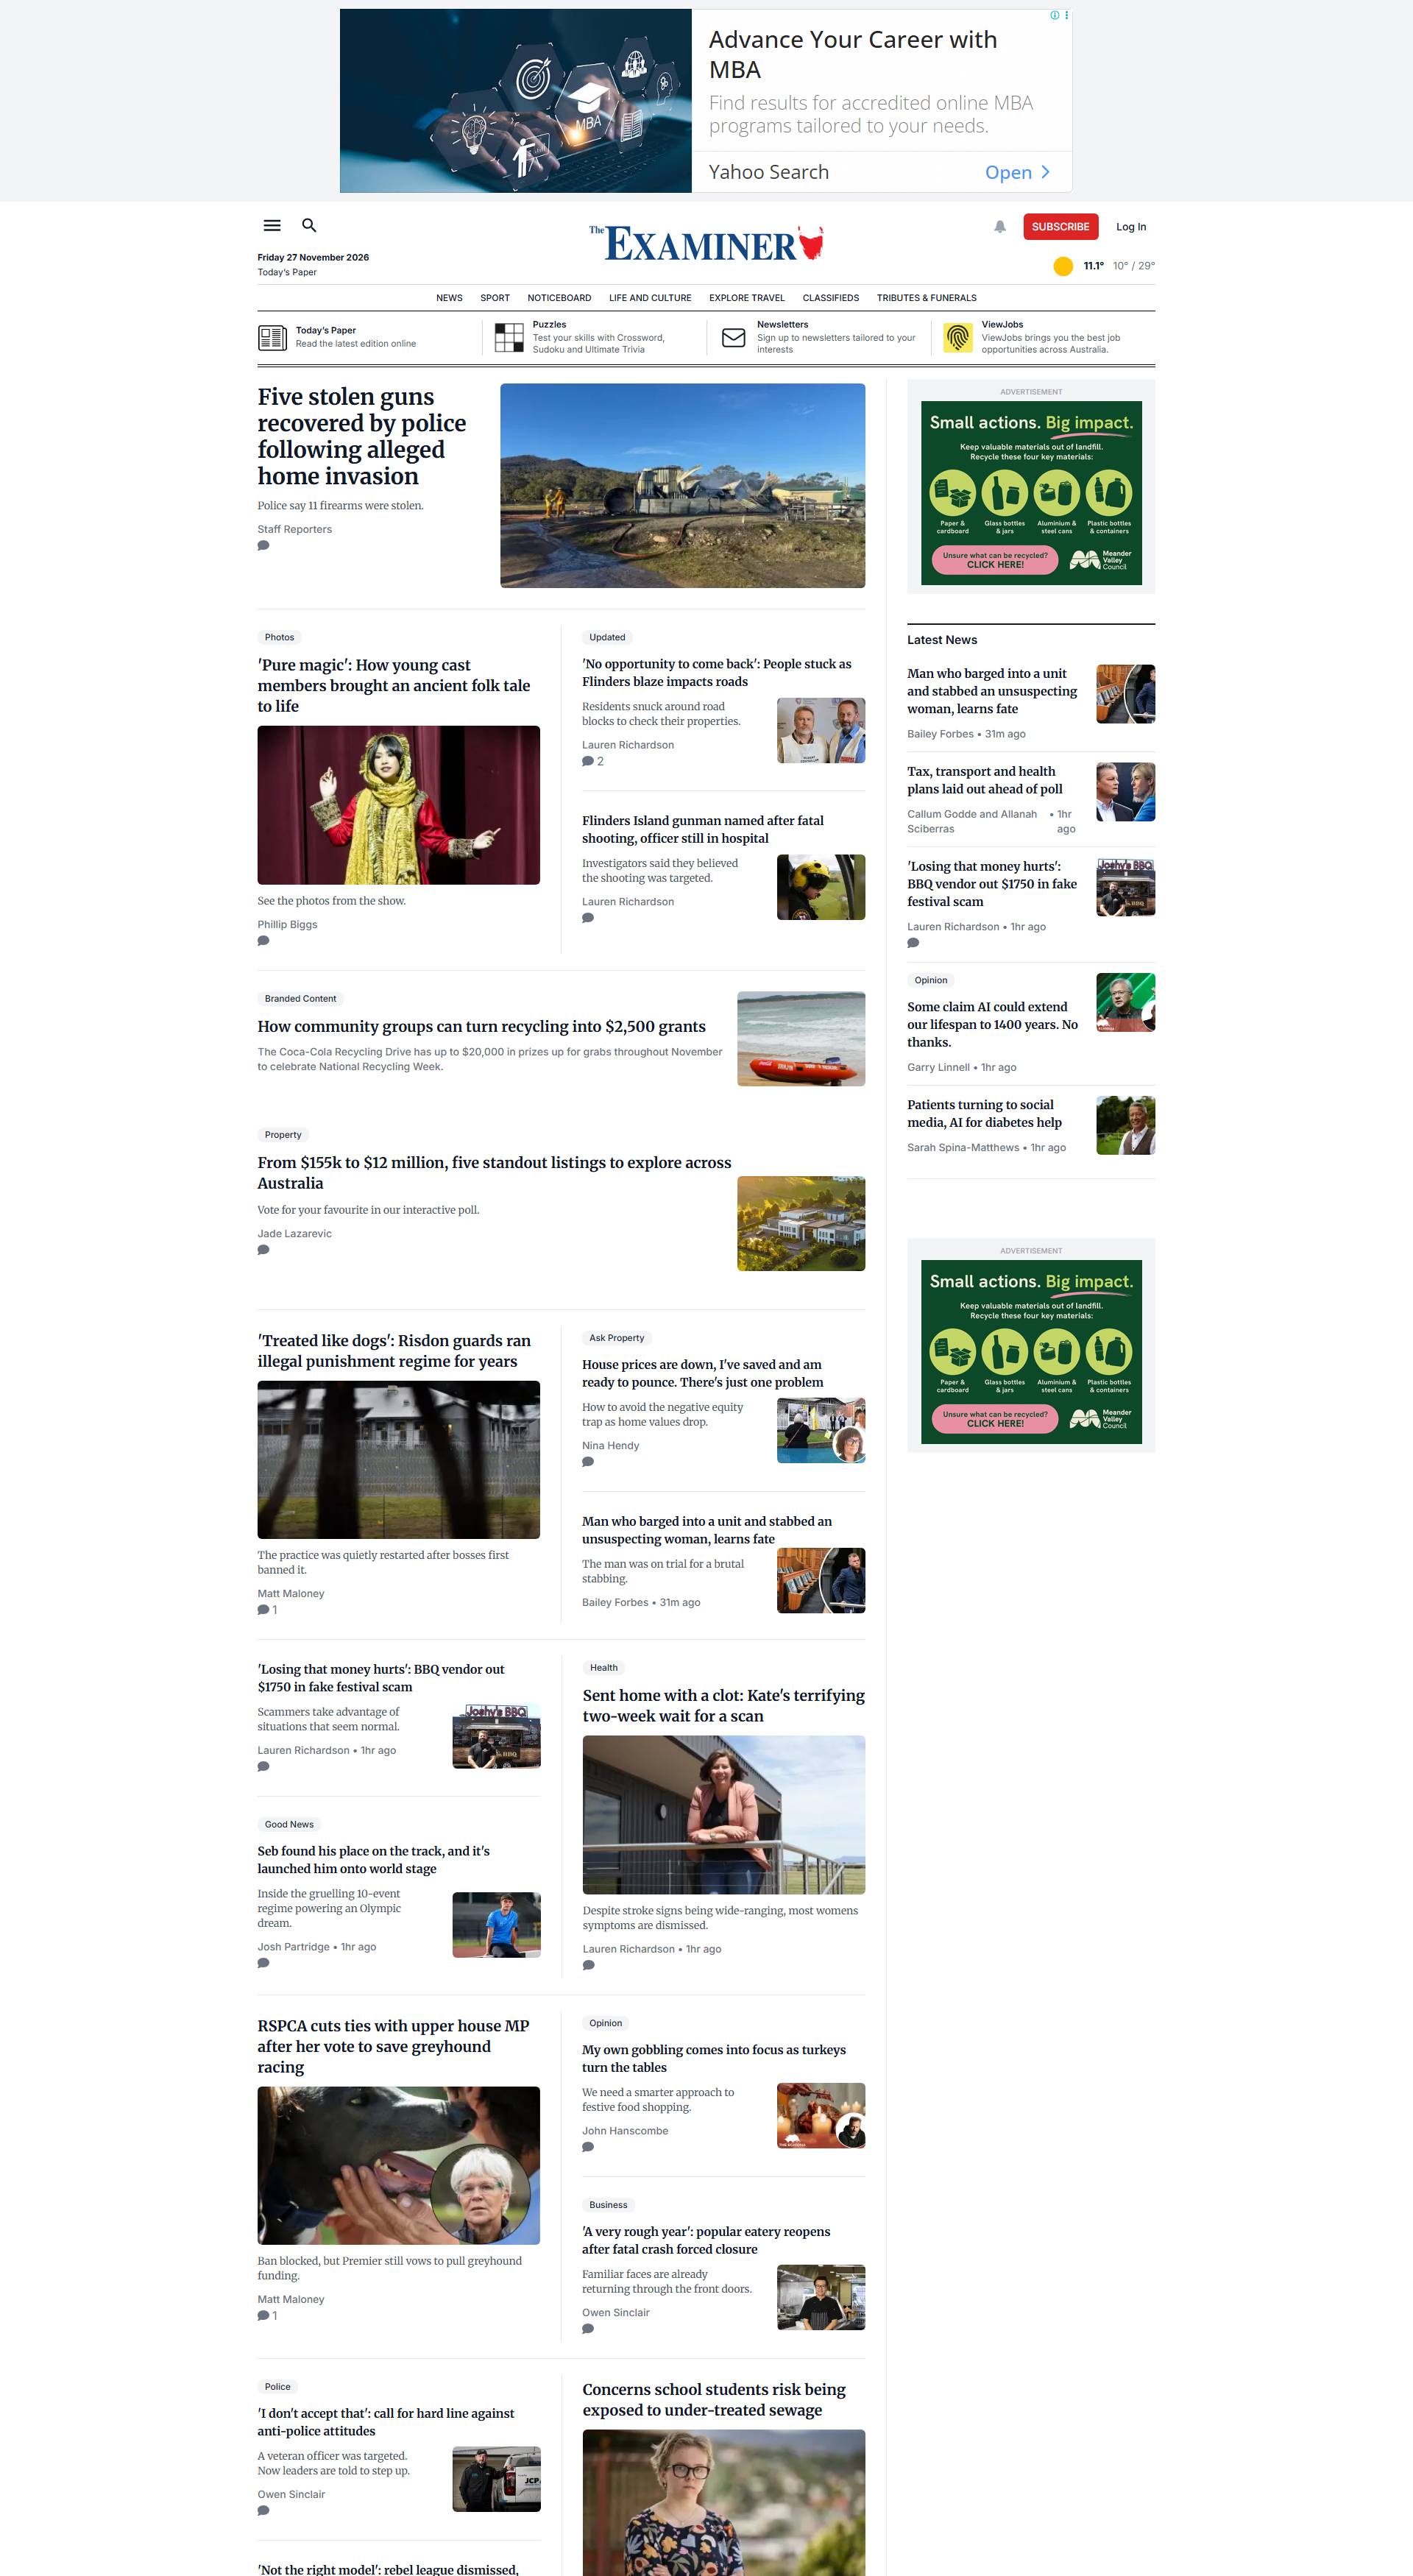 Advance Your Career with
MBA
Find results for accredited online MBA
programs tailored to your needs.
Yahoo Search
Open
MBA
The EXAMINER
SUBSCRIBE
Log In
Friday 27 November 2026
Today's Paper
11.1° 10° / 29°
NEWS SPORT NOTICEBOARD LIFE AND CULTURE EXPLORE TRAVEL CLASSIFIEDS TRIBUTES & FUNERALS
Today's Paper
Read the latest edition online
Puzzles
Test your skills with Crossword,
Sudoku and Ultimate Trivia
Newsletters
Sign up to newsletters tailored to your
interests
ViewJobs
ViewJobs brings you the best job
opportunities across Australia.
Five stolen guns
recovered by police
following alleged
home invasion
Police say 11 firearms were stolen.
Staff Reporters
Photos
'Pure magic': How young cast
members brought an ancient folk tale
to life
See the photos from the show.
Phillip Biggs
Updated
'No opportunity to come back': People stuck as
Flinders blaze impacts roads
Residents snuck around road
blocks to check their properties.
Lauren Richardson
2
Flinders Island gunman named after fatal
shooting, officer still in hospital
Investigators said they believed
the shooting was targeted.
Lauren Richardson
Branded Content
How community groups can turn recycling into $2,500 grants
The Coca-Cola Recycling Drive has up to $20,000 in prizes up for grabs throughout November
to celebrate National Recycling Week.
Property
From $155k to $12 million, five standout listings to explore across
Australia
Vote for your favourite in our interactive poll.
Jade Lazarevic
'Treated like dogs': Risdon guards ran
illegal punishment regime for years
The practice was quietly restarted after bosses first
banned it.
Matt Maloney
1
Ask Property
House prices are down, I've saved and am
ready to pounce. There's just one problem
How to avoid the negative equity
trap as home values drop.
Nina Hendy
Man who barged into a unit and stabbed an
unsuspecting woman, learns fate
The man was on trial for a brutal
stabbing.
Bailey Forbes • 31m ago
'Losing that money hurts': BBQ vendor out
$1750 in fake festival scam
Scammers take advantage of
situations that seem normal.
Lauren Richardson • 1hr ago
Joshy's BBQ
BBQ
Good News
Seb found his place on the track, and it's
launched him onto world stage
Inside the gruelling 10-event
regime powering an Olympic
dream.
Josh Partridge • 1hr ago
Health
Sent home with a clot: Kate's terrifying
two-week wait for a scan
Despite stroke signs being wide-ranging, most womens
symptoms are dismissed.
Lauren Richardson • 1hr ago
RSPCA cuts ties with upper house MP
after her vote to save greyhound
racing
Ban blocked, but Premier still vows to pull greyhound
funding.
Matt Maloney
1
Opinion
My own gobbling comes into focus as turkeys
turn the tables
We need a smarter approach to
festive food shopping.
John Hanscombe
Business
'A very rough year': popular eatery reopens
after fatal crash forced closure
Familiar faces are already
returning through the front doors.
Owen Sinclair
Police
'I don't accept that': call for hard line against
anti-police attitudes
A veteran officer was targeted.
Now leaders are told to step up.
Owen Sinclair
JCP
'Not the right model': rebel league dismissed,
Concerns school students risk being
exposed to under-treated sewage
ADVERTISEMENT
Small actions. Big impact.
Keep valuable materials out of landfill.
Recycle these four key materials:
Paper &
cardboard
Glass bottles
& jars
Aluminium &
steel cans
Plastic bottles
& containers
Unsure what can be recycled?
CLICK HERE!
Meander
Valley
Council
Latest News
Man who barged into a unit
and stabbed an unsuspecting
woman, learns fate
Bailey Forbes • 31m ago
Tax, transport and health
plans laid out ahead of poll
Callum Godde and Allanah
Sciberras
• 1hr
ago
'Losing that money hurts':
BBQ vendor out $1750 in fake
festival scam
Lauren Richardson • 1hr ago
Joshy's BBQ
BBQ
Opinion
Some claim AI could extend
our lifespan to 1400 years. No
thanks.
Garry Linnell • 1hr ago
Patients turning to social
media, AI for diabetes help
Sarah Spina-Matthews • 1hr ago
ADVERTISEMENT
Small actions. Big impact.
Keep valuable materials out of landfill.
Recycle these four key materials:
Paper &
cardboard
Glass bottles
& jars
Aluminium &
steel cans
Plastic bottles
& containers
Unsure what can be recycled?
CLICK HERE!
Meander
Valley
Council